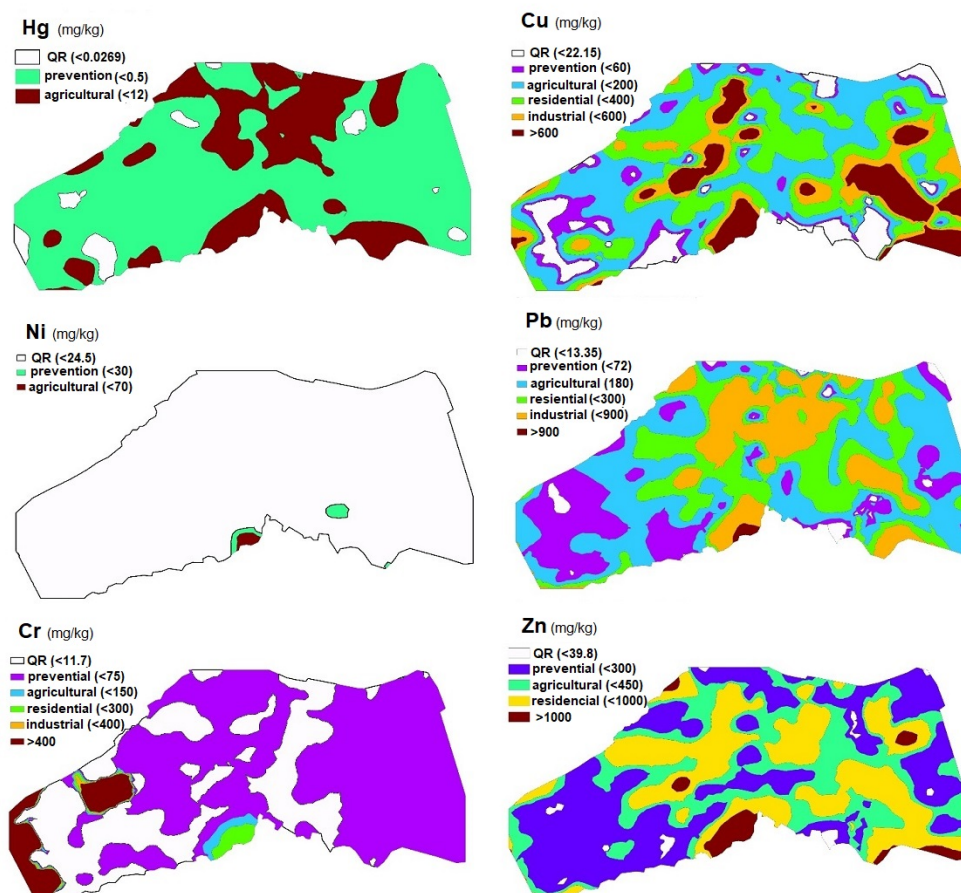 Hg (mg/kg)
QR (<0.0269)
prevention (<0.5)
agricultural (<12)
Cu (mg/kg)
QR (<22.15)
prevention (<60)
agricultural (<200)
residential (<400)
industrial (<600)
>600
Ni (mg/kg)
QR (<24.5)
prevention (<30)
agricultural (<70)
Pb (mg/kg)
QR (<13.35)
prevention (<72)
agricultural (180)
resiential (<300)
industrial (<900)
>900
Cr (mg/kg)
QR (<11.7)
prevential (<75)
agricultural (<150)
residential (<300)
industrial (<400)
>400
Zn (mg/kg)
QR (<39.8)
prevential (<300)
agricultural (<450)
residencial (<1000)
>1000